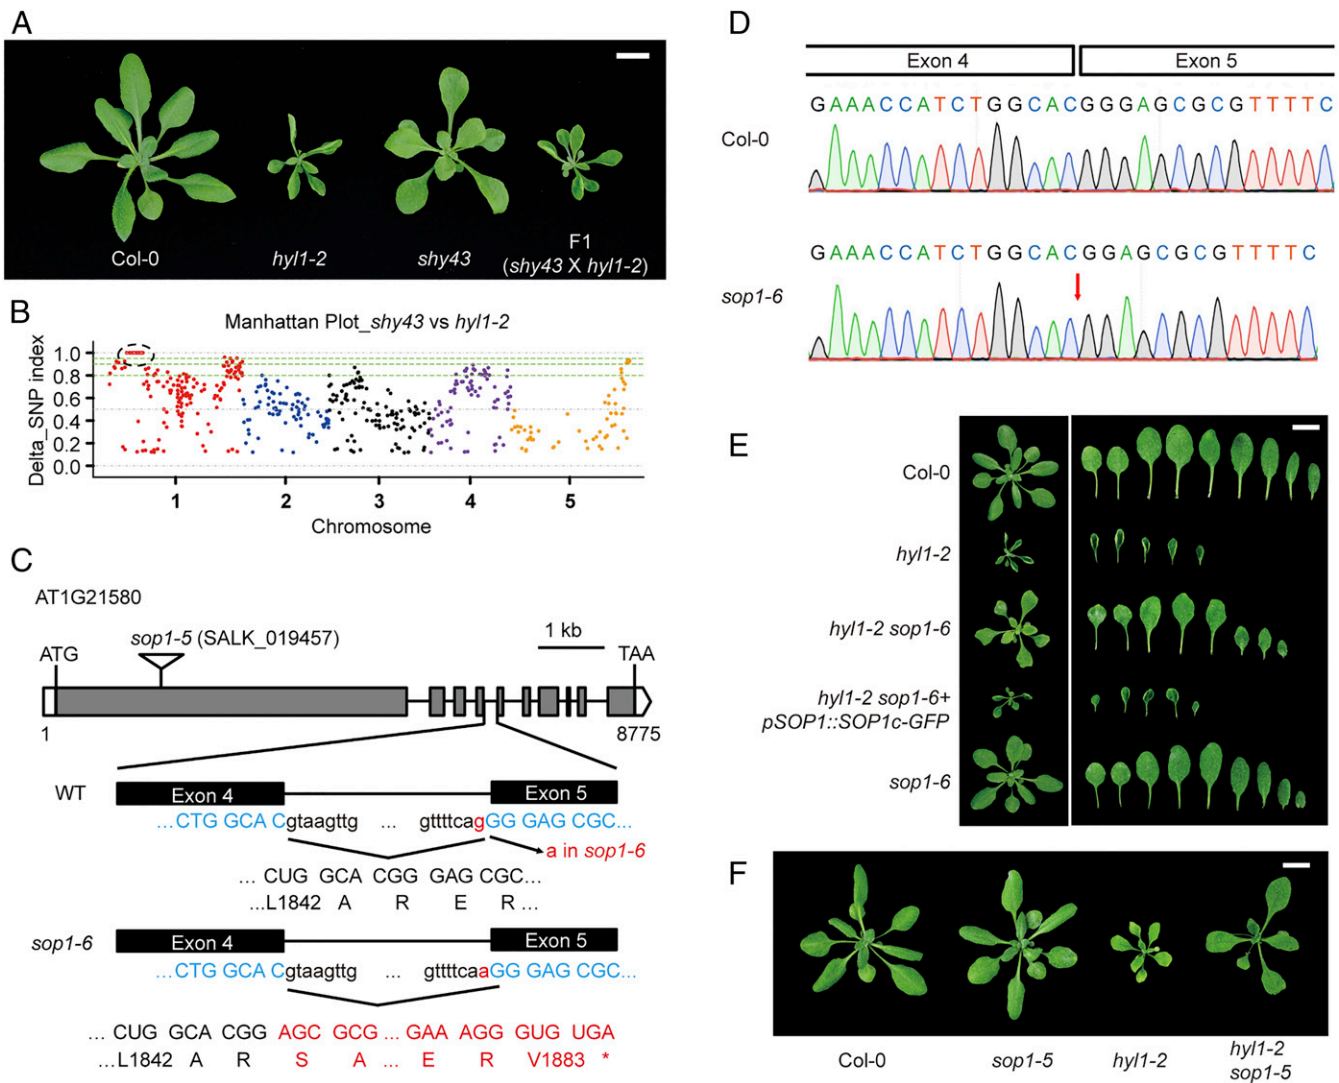 A
Col-0
hyl1-2
shy43
F1
(shy43 X hyl1-2)
B
Manhattan Plot_shy43 vs hyl1-2
Delta_SNP index
1.0
0.8
0.6
0.4
0.2
0.0
1
2
3
4
5
Chromosome
C
AT1G21580
sop1-5 (SALK_019457)
1 kb
ATG
TAA
1
8775
WT
Exon 4
Exon 5
...CTG GCA Cgtaagttg ... gttttcagGG GAG CGC...
a in sop1-6
... CUG GCA CGG GAG CGC...
...L1842 A R E R ...
sop1-6
Exon 4
Exon 5
...CTG GCA Cgtaagttg ... gttttcaaGG GAG CGC...
... CUG GCA CGG AGC GCG ... GAA AGG GUG UGA
...L1842 A R S A ... E R V1883 *
D
Exon 4
Exon 5
GAAACCATCTGGCACGGGAGCGCGTTTTC
Col-0
GAAACCATCTGGCACGGAGCGCGTTTTC
sop1-6
E
Col-0
hyl1-2
hyl1-2 sop1-6
hyl1-2 sop1-6+
pSOP1::SOP1c-GFP
sop1-6
F
Col-0
sop1-5
hyl1-2
hyl1-2
sop1-5